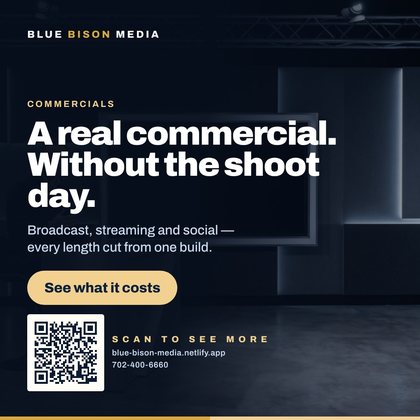 BLUE BISON MEDIA
COMMERCIALS
A real commercial.
Without the shoot
day.
Broadcast, streaming and social —
every length cut from one build.
See what it costs
SCAN TO SEE MORE
blue-bison-media.netlify.app
702-400-6660